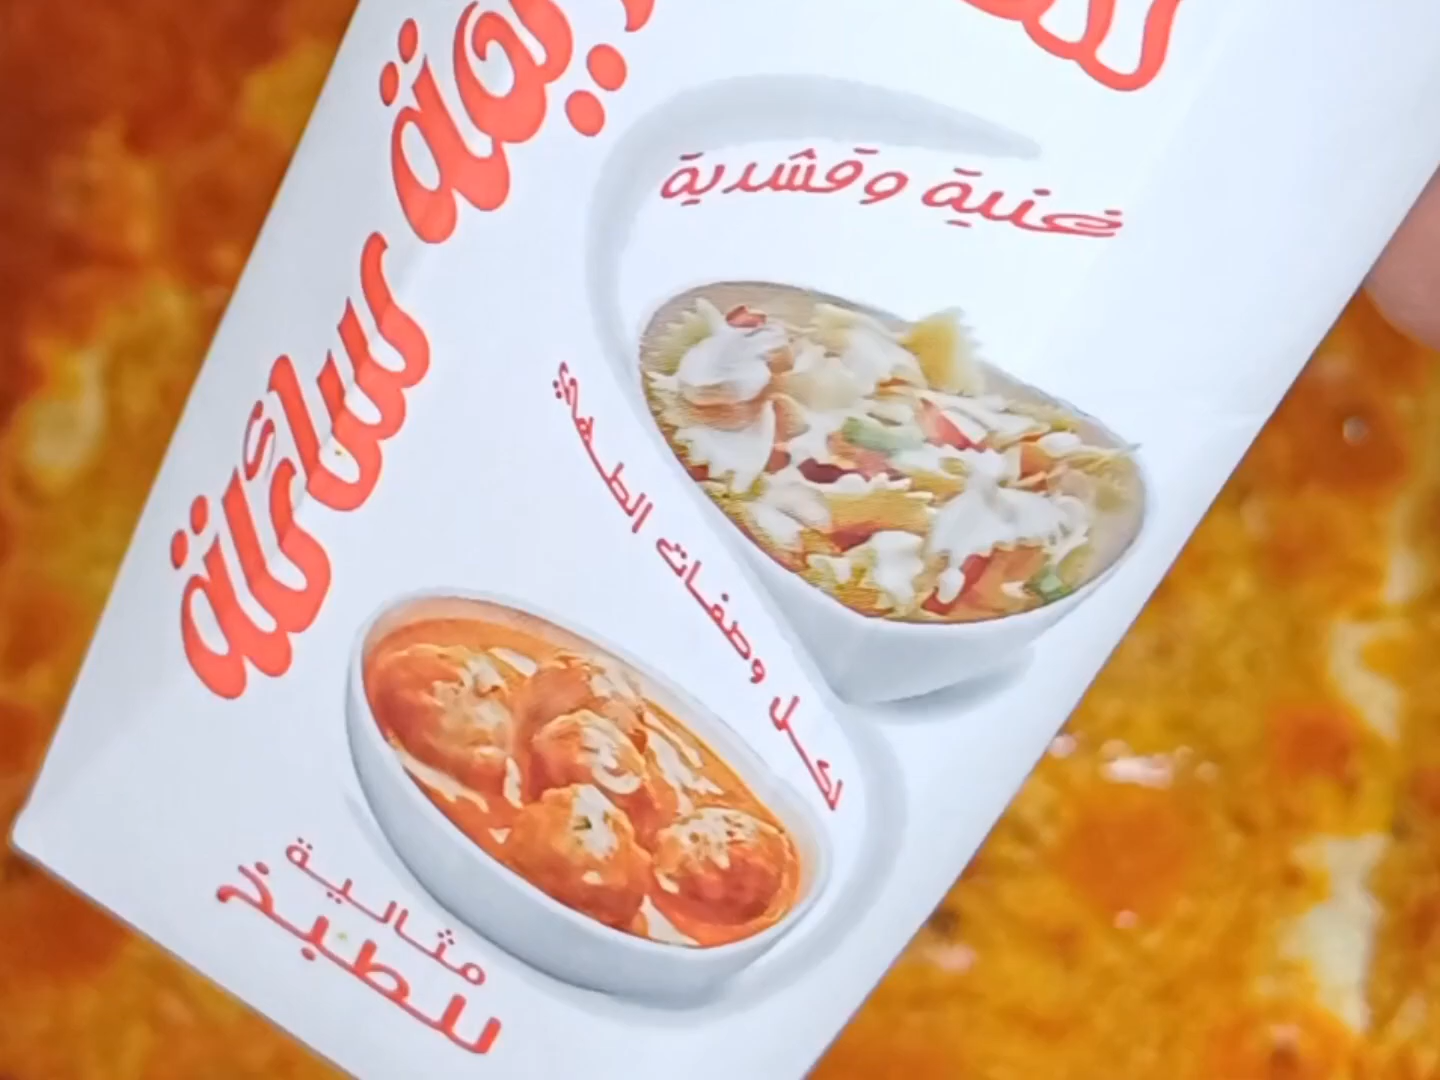 غنية وقشدية
سائلة
لكل وصفات الطهي
مثالية
للطبخ